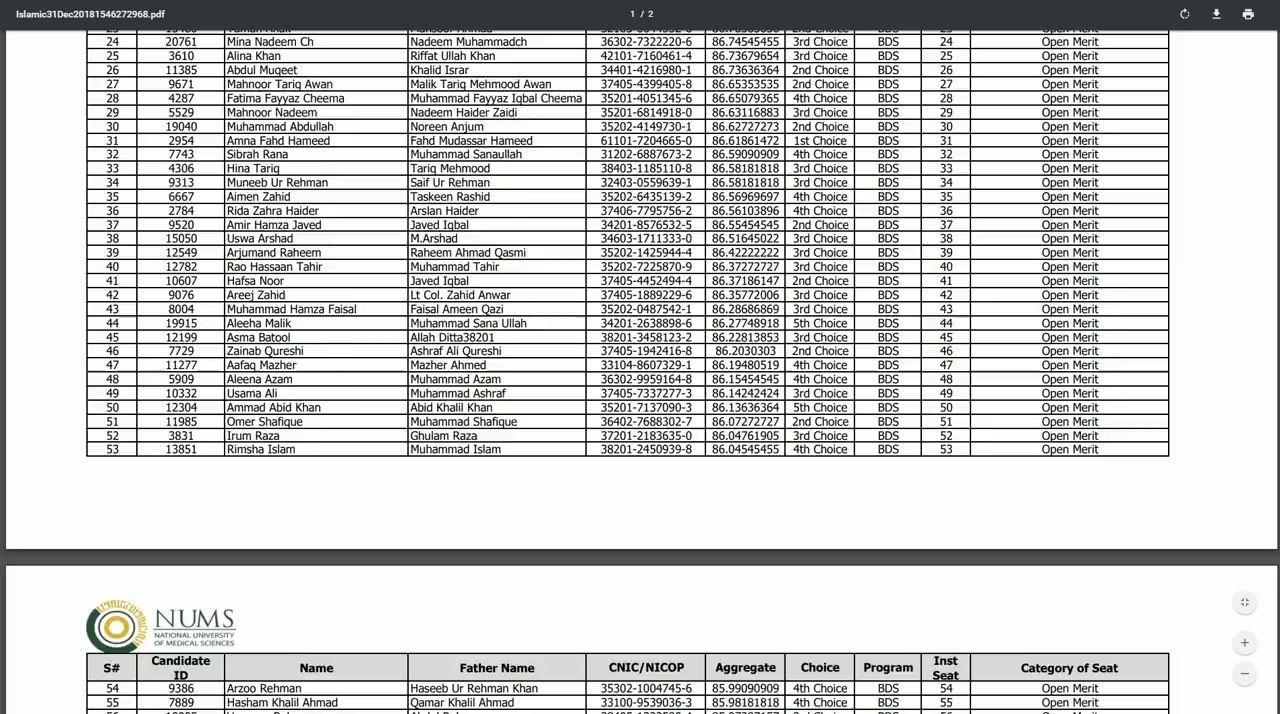 Islamic31Dec20181546272968.pdf 1 / 2
24 20761 Mina Nadeem Ch Nadeem Muhammadch 36302-7322220-6 86.74545455 3rd Choice BDS 24 Open Merit
25 3610 Alina Khan Riffat Ullah Khan 42101-7160461-4 86.73679654 3rd Choice BDS 25 Open Merit
26 11385 Abdul Muqeet Khalid Israr 34401-4216980-1 86.73636364 2nd Choice BDS 26 Open Merit
27 9671 Mahnoor Tariq Awan Malik Tariq Mehmood Awan 37405-4399405-8 86.65353535 2nd Choice BDS 27 Open Merit
28 4287 Fatima Fayyaz Cheema Muhammad Fayyaz Iqbal Cheema 35201-4051345-6 86.65079365 4th Choice BDS 28 Open Merit
29 5529 Mahnoor Nadeem Nadeem Haider Zaidi 35201-6814918-0 86.63116883 3rd Choice BDS 29 Open Merit
30 19040 Muhammad Abdullah Noreen Anjum 35202-4149730-1 86.62727273 2nd Choice BDS 30 Open Merit
31 2954 Amna Fahd Hameed Fahd Mudassar Hameed 61101-7204665-0 86.61861472 1st Choice BDS 31 Open Merit
32 7743 Sibrah Rana Muhammad Sanaullah 31202-6887673-2 86.59090909 4th Choice BDS 32 Open Merit
33 4306 Hina Tariq Tariq Mehmood 38403-1185110-8 86.58181818 3rd Choice BDS 33 Open Merit
34 9313 Muneeb Ur Rehman Saif Ur Rehman 32403-0559639-1 86.58181818 3rd Choice BDS 34 Open Merit
35 6667 Aimen Zahid Taskeen Rashid 35202-6435139-2 86.56969697 4th Choice BDS 35 Open Merit
36 2784 Rida Zahra Haider Arslan Haider 37406-7795756-2 86.56103896 4th Choice BDS 36 Open Merit
37 9520 Amir Hamza Javed Javed Iqbal 34201-8576532-5 86.55454545 2nd Choice BDS 37 Open Merit
38 15050 Uswa Arshad M.Arshad 34603-1711333-0 86.51645022 3rd Choice BDS 38 Open Merit
39 12549 Arjumand Raheem Raheem Ahmad Qasmi 35202-1425944-4 86.42222222 3rd Choice BDS 39 Open Merit
40 12782 Rao Hassaan Tahir Muhammad Tahir 35202-7225870-9 86.37272727 3rd Choice BDS 40 Open Merit
41 10607 Hafsa Noor Javed Iqbal 37405-4452494-4 86.37186147 2nd Choice BDS 41 Open Merit
42 9076 Areej Zahid Lt Col. Zahid Anwar 37405-1889229-6 86.35772006 3rd Choice BDS 42 Open Merit
43 8004 Muhammad Hamza Faisal Faisal Ameen Qazi 35202-0487542-1 86.28686869 3rd Choice BDS 43 Open Merit
44 19915 Aleeha Malik Muhammad Sana Ullah 34201-2638898-6 86.27748918 5th Choice BDS 44 Open Merit
45 12199 Asma Batool Allah Ditta38201 38201-3458123-2 86.22813853 3rd Choice BDS 45 Open Merit
46 7729 Zainab Qureshi Ashraf Ali Qureshi 37405-1942416-8 86.2030303 2nd Choice BDS 46 Open Merit
47 11277 Aafaq Mazher Mazher Ahmed 33104-8607329-1 86.19480519 4th Choice BDS 47 Open Merit
48 5909 Aleena Azam Muhammad Azam 36302-9959164-8 86.15454545 4th Choice BDS 48 Open Merit
49 10332 Usama Ali Muhammad Ashraf 37405-7337277-3 86.14242424 3rd Choice BDS 49 Open Merit
50 12304 Ammad Abid Khan Abid Khalil Khan 35201-7137090-3 86.13636364 5th Choice BDS 50 Open Merit
51 11985 Omer Shafique Muhammad Shafique 36402-7688302-7 86.07272727 2nd Choice BDS 51 Open Merit
52 3831 Irum Raza Ghulam Raza 37201-2183635-0 86.04761905 3rd Choice BDS 52 Open Merit
53 13851 Rimsha Islam Muhammad Islam 38201-2450939-8 86.04545455 4th Choice BDS 53 Open Merit
NUMS
NATIONAL UNIVERSITY
OF MEDICAL SCIENCES
S# Candidate ID Name Father Name CNIC/NICOP Aggregate Choice Program Inst Seat Category of Seat
54 9386 Arzoo Rehman Haseeb Ur Rehman Khan 35302-1004745-6 85.99090909 4th Choice BDS 54 Open Merit
55 7889 Hasham Khalil Ahmad Qamar Khalil Ahmad 33100-9539036-3 85.98181818 4th Choice BDS 55 Open Merit